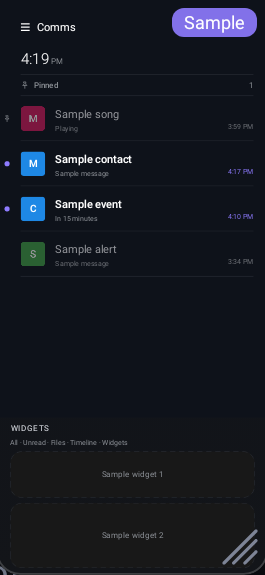 Comms
Sample
4:19 PM
Pinned 1
M Sample song
Playing 3:59 PM
M Sample contact
Sample message 4:17 PM
C Sample event
In 15 minutes 4:10 PM
S Sample alert
Sample message 3:34 PM
WIDGETS
All · Unread · Files · Timeline · Widgets
Sample widget 1
Sample widget 2